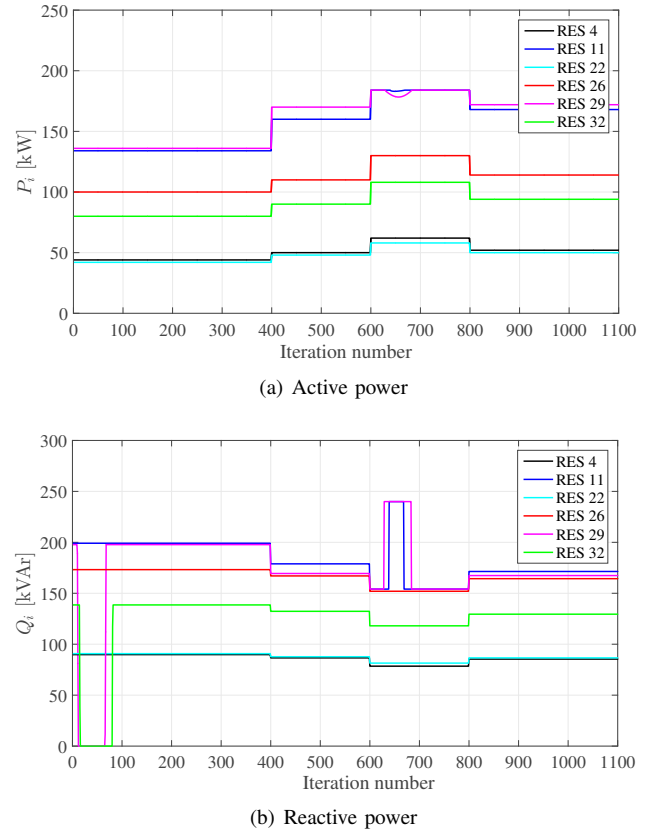 250
200
150
100
50
0
P_i [kW]
RES 4
RES 11
RES 22
RES 26
RES 29
RES 32
0 100 200 300 400 500 600 700 800 900 1000 1100
Iteration number
(a) Active power
300
250
200
150
100
50
0
Q_i [kVAr]
RES 4
RES 11
RES 22
RES 26
RES 29
RES 32
0 100 200 300 400 500 600 700 800 900 1000 1100
Iteration number
(b) Reactive power